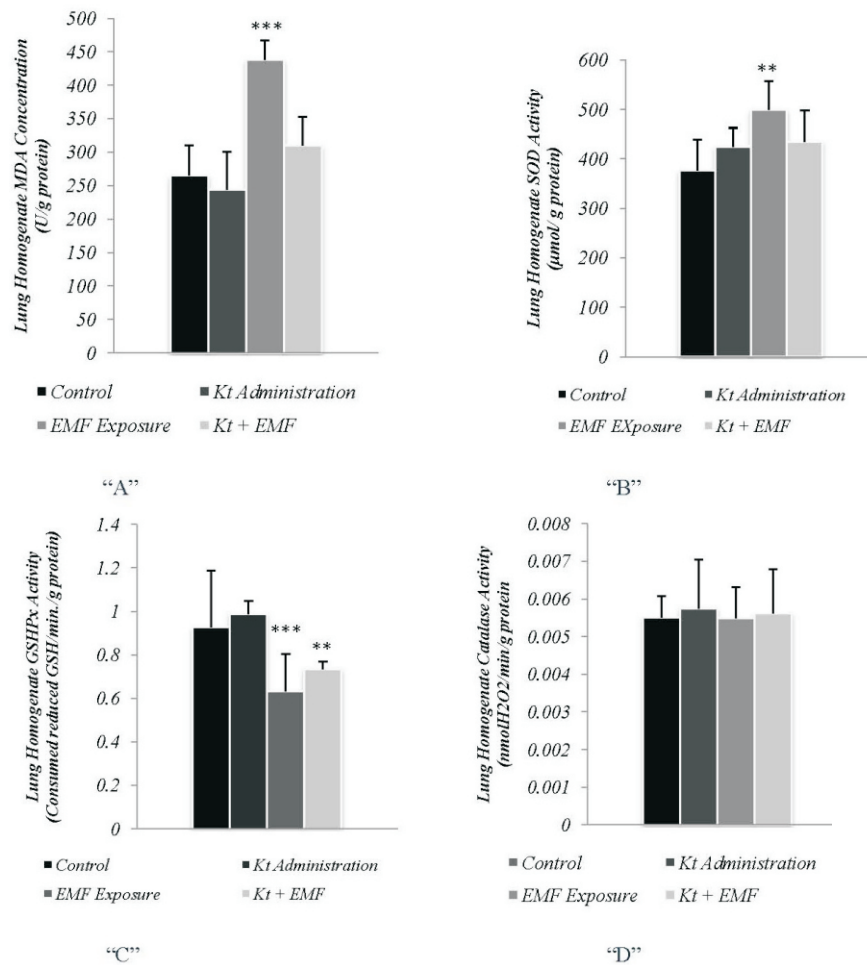 Lung Homogenate MDA Concentration
(U/g protein)
500
450
400
350
300
250
200
150
100
50
0
***
■ Control ■ Kt Administration
■ EMF Exposure ■ Kt + EMF
“A”
Lung Homogenate SOD Activity
(µmol/ g protein)
600
500
400
300
200
100
0
**
■ Control ■ Kt Administration
■ EMF EXposure ■ Kt + EMF
“B”
Lung Homogenate GSHPx Activity
(Consumed reduced GSH/min./g protein)
1.4
1.2
1
0.8
0.6
0.4
0.2
0
***
**
■ Control ■ Kt Administration
■ EMF Exposure ■ Kt + EMF
“C”
Lung Homogenate Catalase Activity
(nmolH2O2/min/g protein
0.008
0.007
0.006
0.005
0.004
0.003
0.002
0.001
0
■ Control ■ Kt Administration
■ EMF Exposure ■ Kt + EMF
“D”